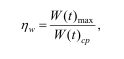 η_w = W(t)_max / W(t)_cp ,